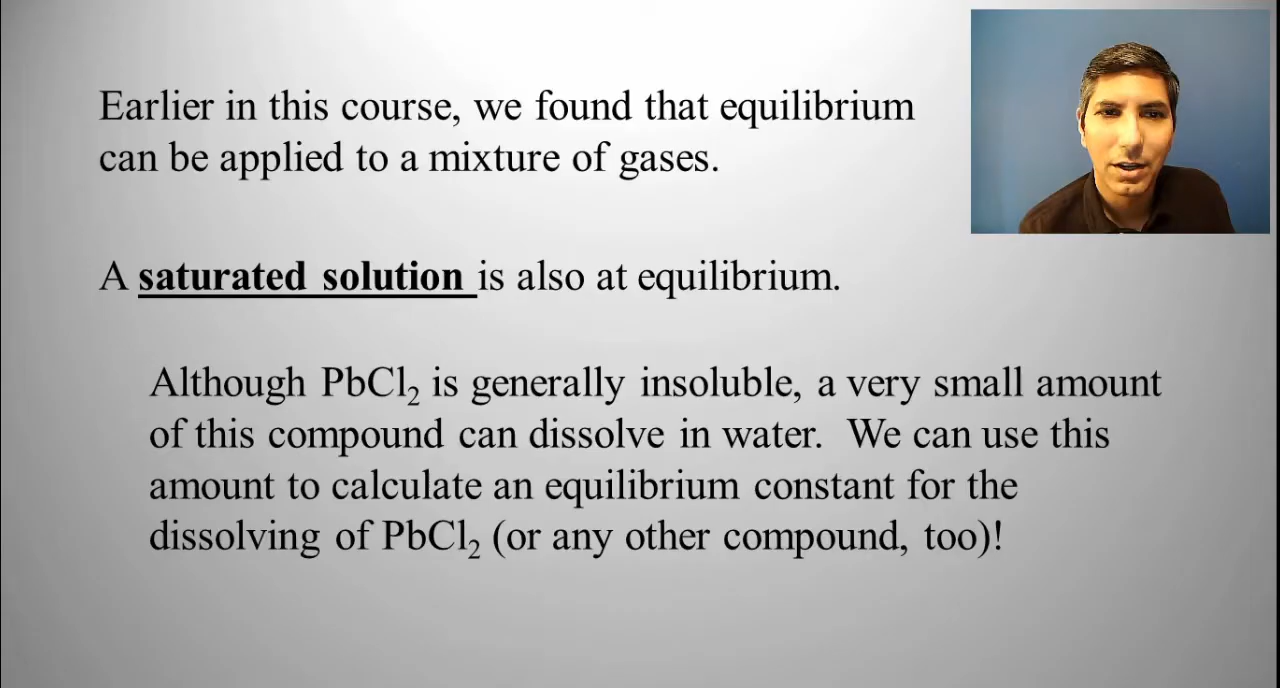 Earlier in this course, we found that equilibrium
can be applied to a mixture of gases.
A saturated solution is also at equilibrium.
Although PbCl₂ is generally insoluble, a very small amount
of this compound can dissolve in water. We can use this
amount to calculate an equilibrium constant for the
dissolving of PbCl₂ (or any other compound, too)!